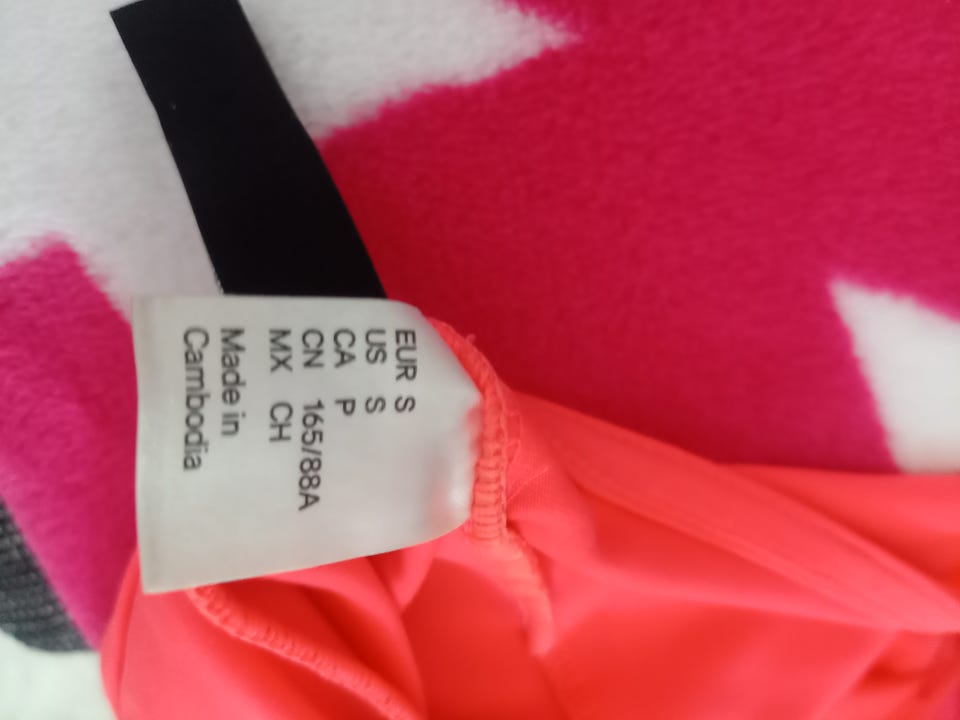 EUR S
US S
CA P
CN 165/88A
MX CH
Made in
Cambodia